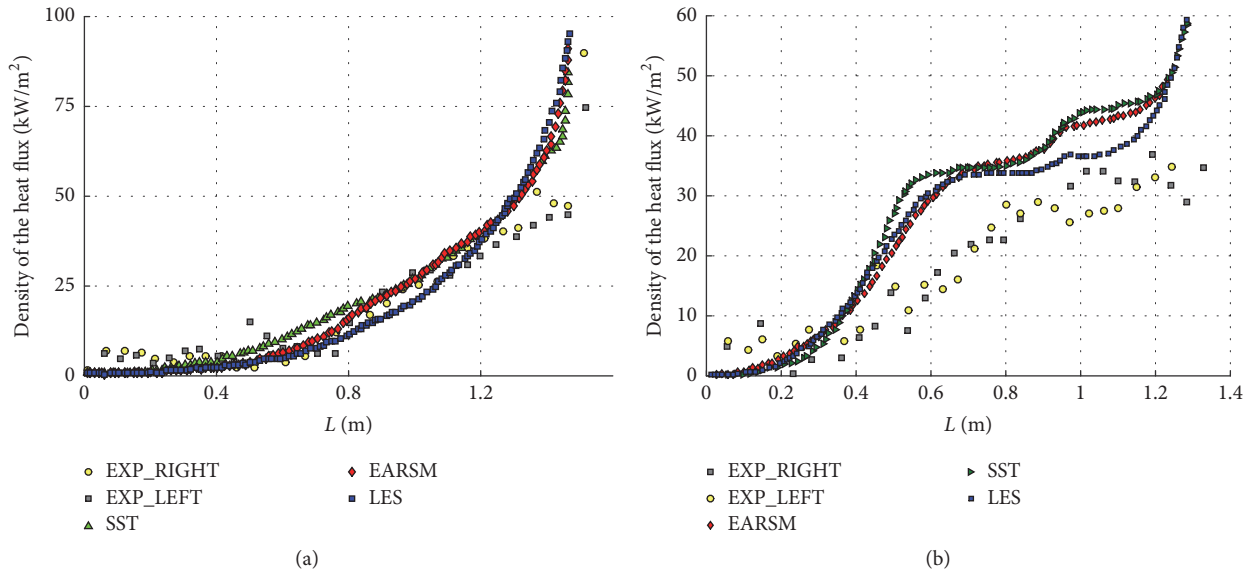 100
75
50
25
0
Density of the heat flux (kW/m²)
0 0.4 0.8 1.2
L (m)
EXP_RIGHT
EXP_LEFT
SST
EARSM
LES
(a)
60
50
40
30
20
10
0
Density of the heat flux (kW/m²)
0 0.2 0.4 0.6 0.8 1 1.2 1.4
L (m)
EXP_RIGHT
EXP_LEFT
EARSM
SST
LES
(b)